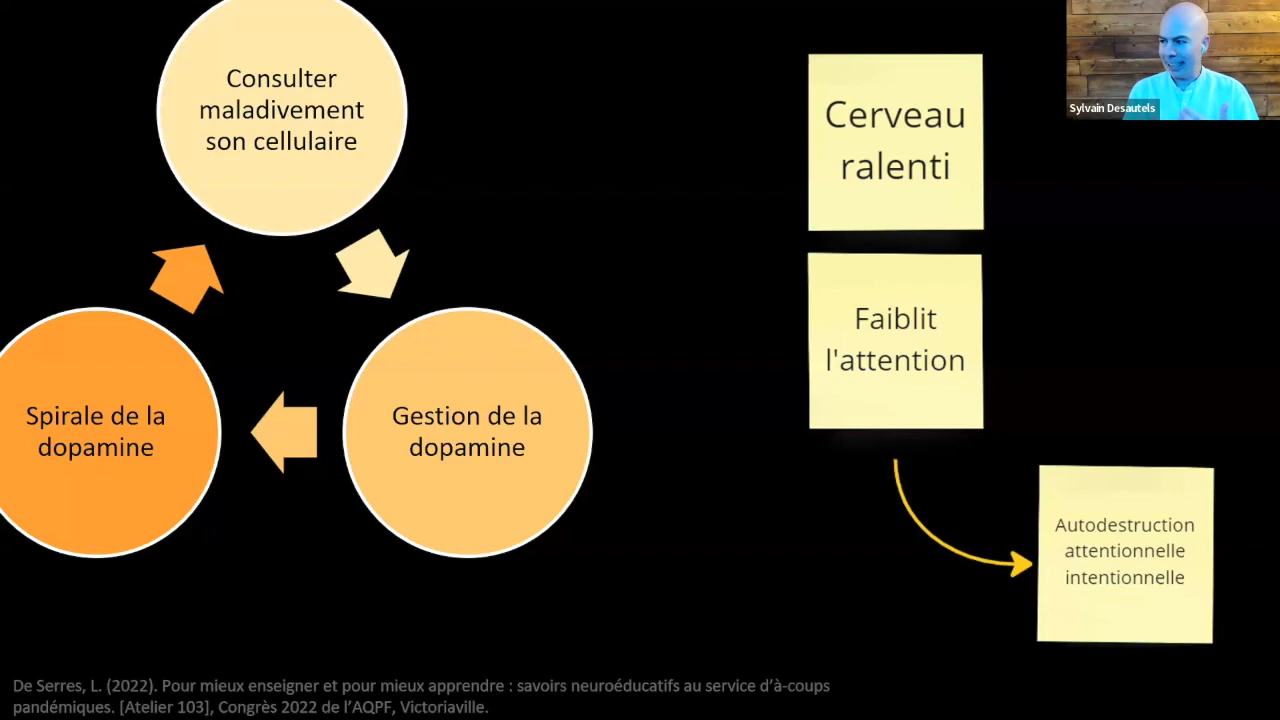 Consulter
maladivement
son cellulaire
Spirale de la
dopamine
Gestion de la
dopamine
Cerveau
ralenti
Faiblit
l'attention
Autodestruction
attentionnelle
intentionnelle
Sylvain Desautels
De Serres, L. (2022). Pour mieux enseigner et pour mieux apprendre : savoirs neuroéducatifs au service d’à-coups
pandémiques. [Atelier 103], Congrès 2022 de l’AQPF, Victoriaville.